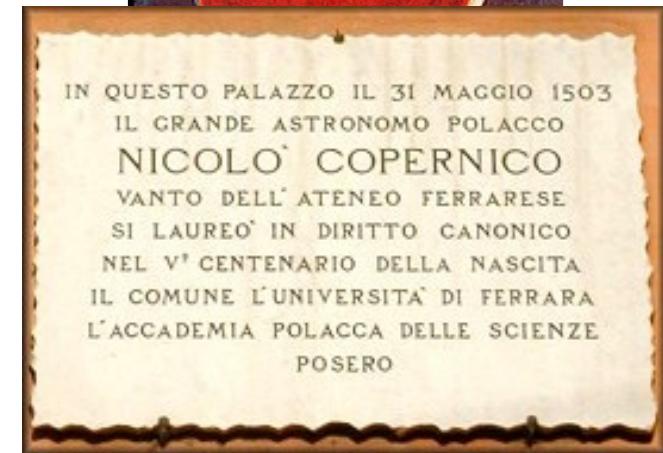 IN QUESTO PALAZZO IL 31 MAGGIO 1503
IL GRANDE ASTRONOMO POLACCO
NICOLO` COPERNICO
VANTO DELL' ATENEO FERRARESE
SI LAUREO` IN DIRITTO CANONICO
NEL V° CENTENARIO DELLA NASCITA
IL COMUNE L'UNIVERSITA` DI FERRARA
L'ACCADEMIA POLACCA DELLE SCIENZE
POSERO